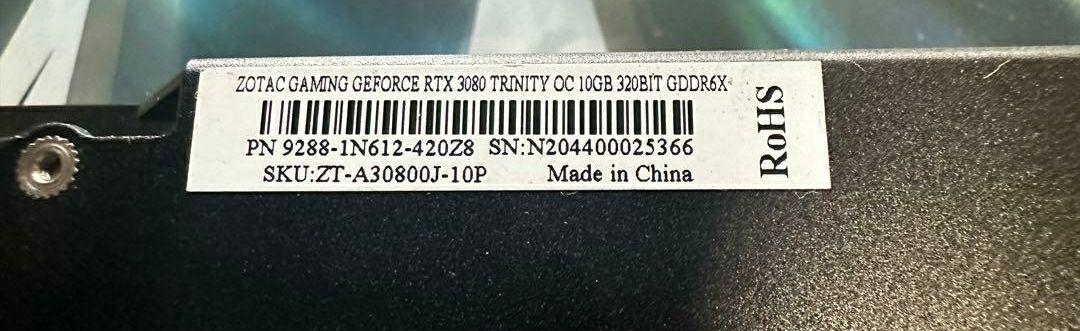 ZOTAC GAMING GEFORCE RTX 3080 TRINITY OC 10GB 320BIT GDDR6X
PN 9288-1N612-420Z8 SN:N204400025366
SKU:ZT-A30800J-10P Made in China
RoHS